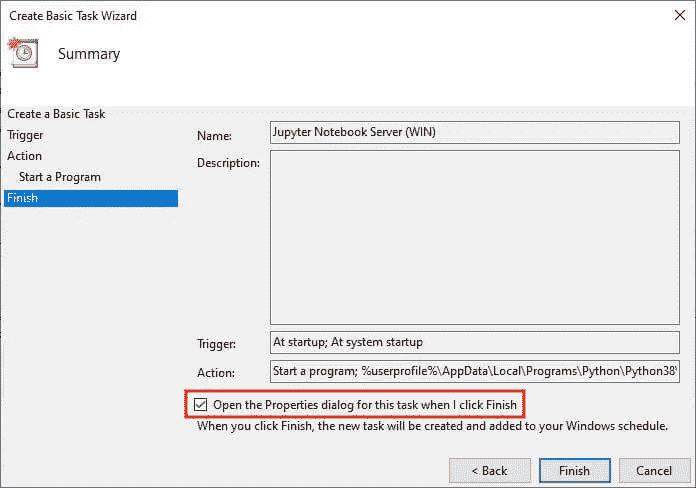 Create Basic Task Wizard
Summary
Create a Basic Task
Trigger
Action
Start a Program
Finish
Name:
Jupyter Notebook Server (WIN)
Description:
Trigger:
At startup; At system startup
Action:
Start a program; %userprofile%\AppData\Local\Programs\Python\Python38\
Open the Properties dialog for this task when I click Finish
When you click Finish, the new task will be created and added to your Windows schedule.
< Back
Finish
Cancel